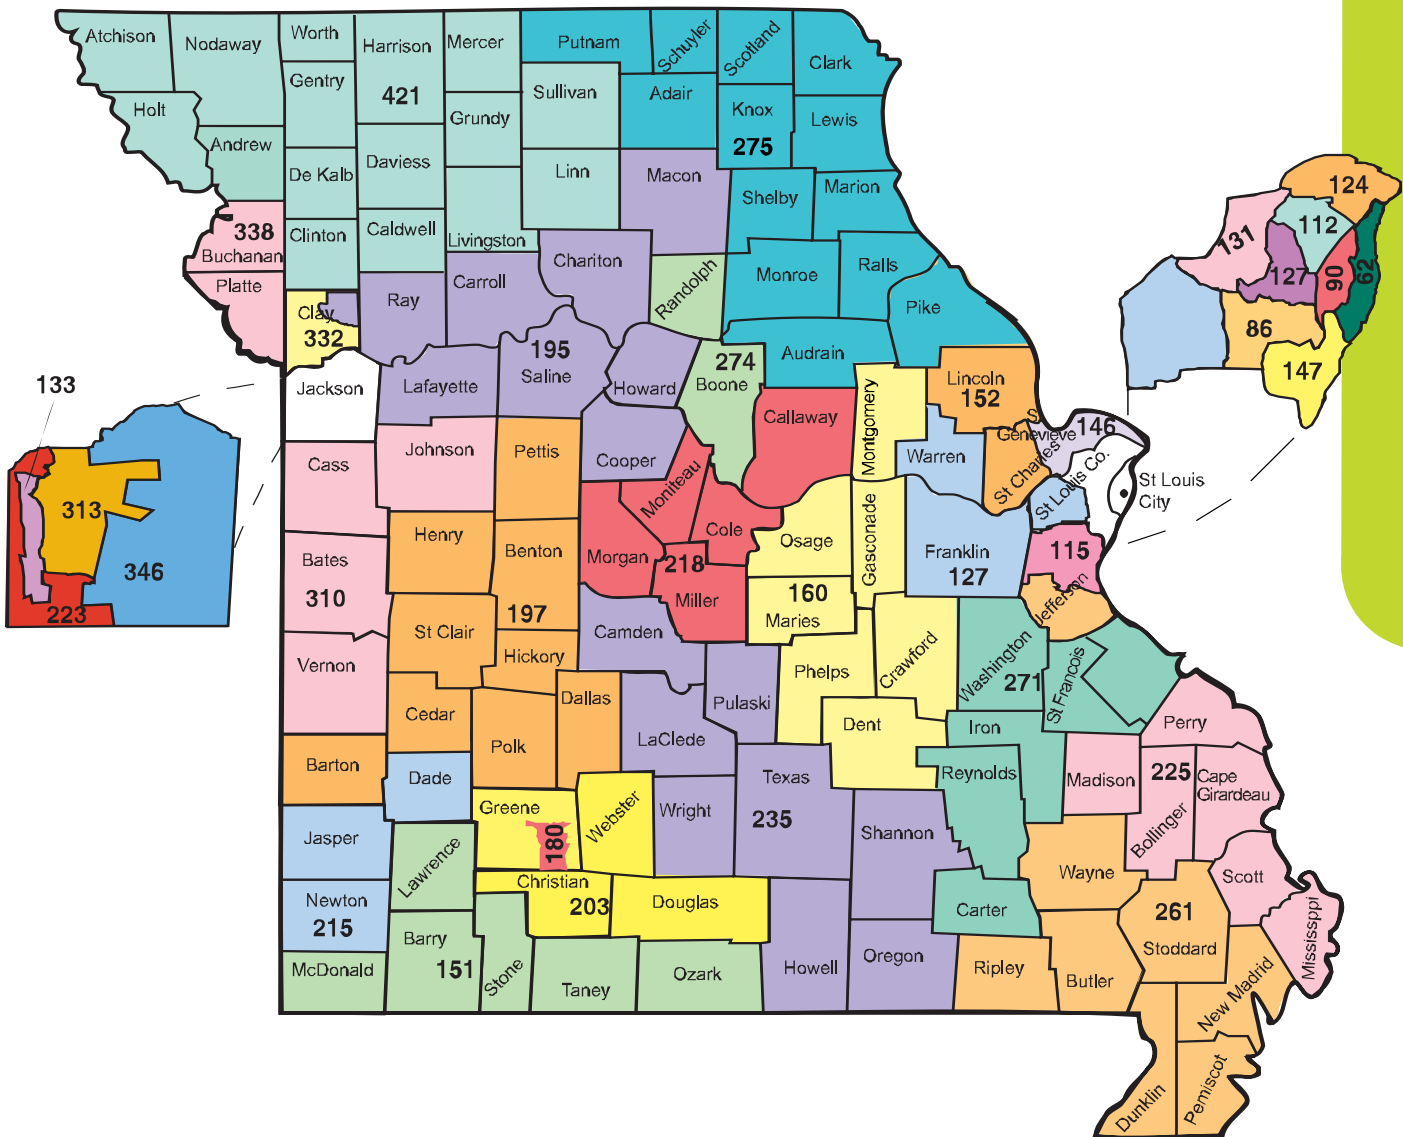 Atchison
Nodaway
Worth
Harrison
Mercer
Putnam
Schuyler
Scotland
Clark
Gentry
421
Sullivan
Adair
Knox
275
Lewis
Holt
Grundy
Andrew
De Kalb
Daviess
Linn
Macon
Shelby
Marion
338
Buchanan
Clinton
Caldwell
Livingston
Chariton
Randolph
Monroe
Ralls
Platte
Ray
Carroll
Pike
Clay
332
195
Saline
274
Boone
Audrain
133
Jackson
Lafayette
Howard
Callaway
Montgomery
Lincoln
152
S
Genevieve
146
Cass
Johnson
Pettis
Cooper
Moniteau
Warren
St Charles
St Louis Co.
St Louis
City
313
346
223
Henry
Benton
Morgan
Cole
218
Osage
Gasconade
Franklin
127
115
Bates
310
197
Miller
160
Maries
Jefferson
St Clair
Camden
Hickory
Vernon
Phelps
Crawford
Washington
271
St Francois
Cedar
Polk
Dallas
Pulaski
Dent
Iron
Perry
LaClede
Barton
Dade
Texas
235
Reynolds
Madison
225
Cape
Girardeau
Greene
180
Webster
Wright
Shannon
Bollinger
Jasper
Lawrence
Wayne
Scott
Christian
203
Douglas
Newton
215
Carter
261
Stoddard
Mississppi
Barry
151
Stone
McDonald
Taney
Ozark
Howell
Oregon
Ripley
Butler
New Madrid
Dunklin
Pemiscot
124
131
112
127
90
62
86
147